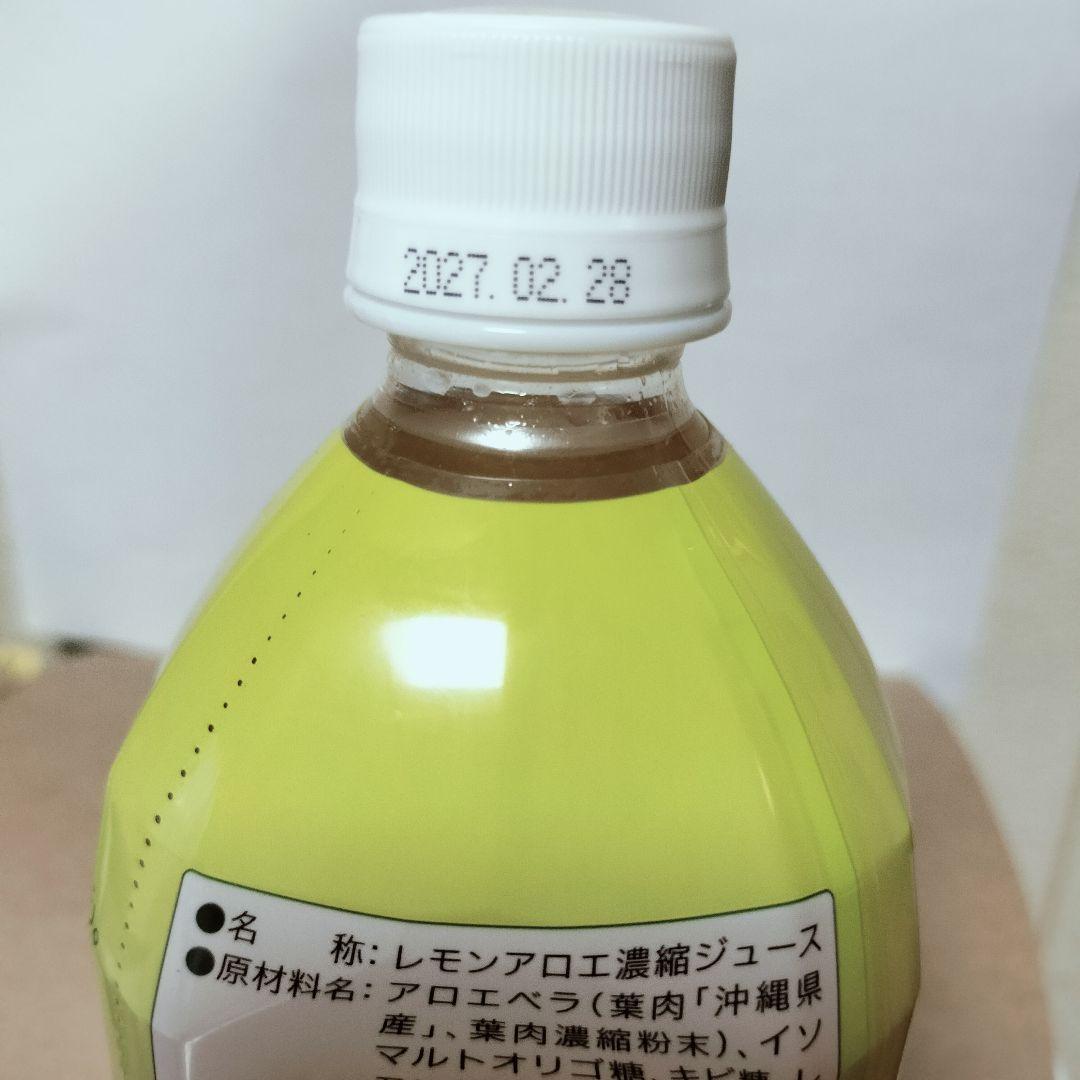 2027.02.28
●名　　称：レモンアロエ濃縮ジュース
●原材料名：アロエベラ（葉肉「沖縄県
産」、葉肉濃縮粉末）、イソ
マルトオリゴ糖、キビ糖、レ